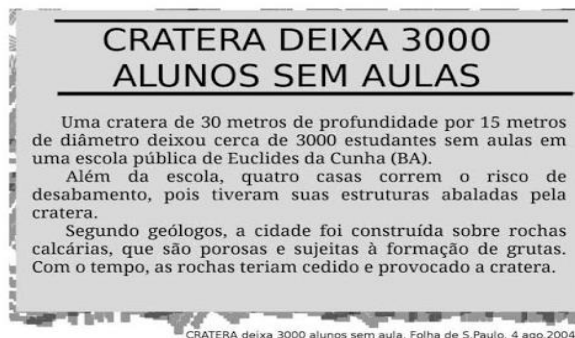 CRATERA DEIXA 3000
ALUNOS SEM AULAS
Uma cratera de 30 metros de profundidade por 15 metros
de diâmetro deixou cerca de 3000 estudantes sem aulas em
uma escola pública de Euclides da Cunha (BA).
Além da escola, quatro casas correm o risco de
desabamento, pois tiveram suas estruturas abaladas pela
cratera.
Segundo geólogos, a cidade foi construída sobre rochas
calcárias, que são porosas e sujeitas à formação de grutas.
Com o tempo, as rochas teriam cedido e provocado a cratera.
CRATERA deixa 3000 alunos sem aula. Folha de S.Paulo. 4 ago.2004